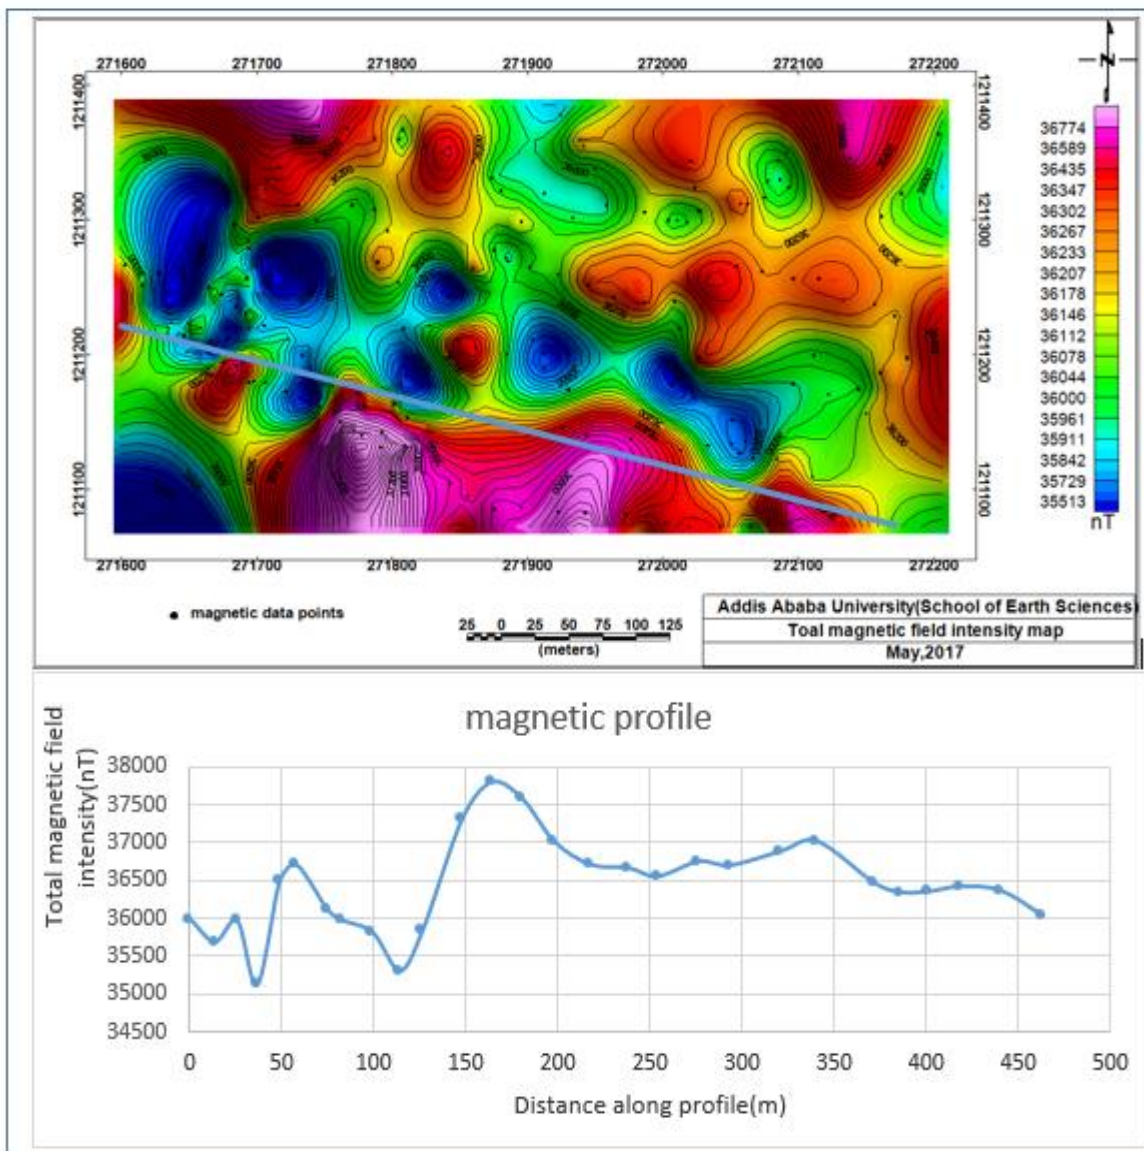 271600 271700 271800 271900 272000 272100 272200
N
1211400 1211400
1211300 1211300
1211200 1211200
1211100 1211100
36774
36589
36435
36347
36302
36267
36233
36207
36178
36146
36112
36078
36044
36000
35961
35911
35842
35729
35513
nT
271600 271700 271800 271900 272000 272100 272200
magnetic data points
25 0 25 50 75 100 125
(meters)
Addis Ababa University(School of Earth Sciences)
Toal magnetic field intensity map
May,2017
magnetic profile
Total magnetic field
intensity(nT)
38000
37500
37000
36500
36000
35500
35000
34500
0 50 100 150 200 250 300 350 400 450 500
Distance along profile(m)